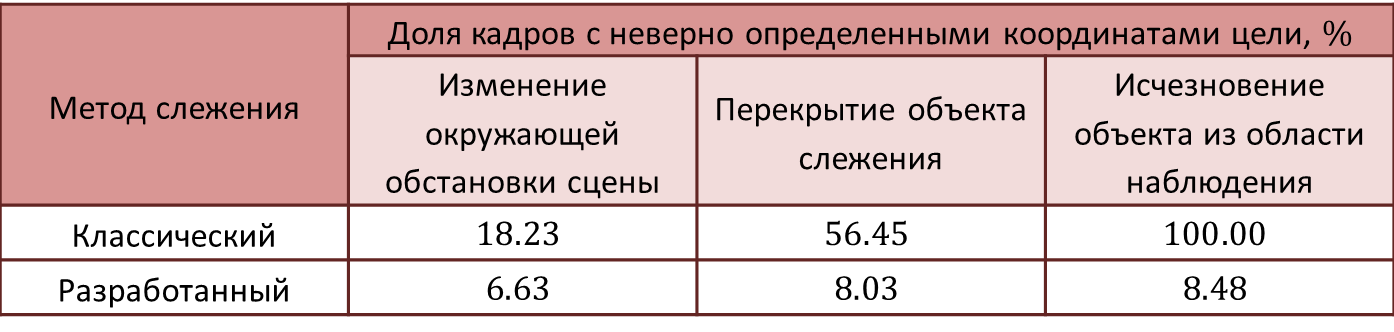 Метод слежения
Доля кадров с неверно определенными координатами цели, %
Изменение
окружающей
обстановки сцены
Перекрытие объекта
слежения
Исчезновение
объекта из области
наблюдения
Классический 18.23 56.45 100.00
Разработанный 6.63 8.03 8.48